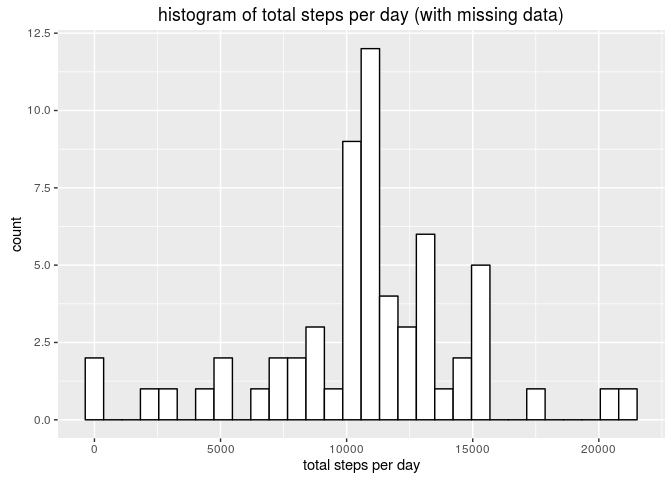 histogram of total steps per day (with missing data)
12.5
10.0
7.5
5.0
2.5
0.0
count
0 5000 10000 15000 20000
total steps per day